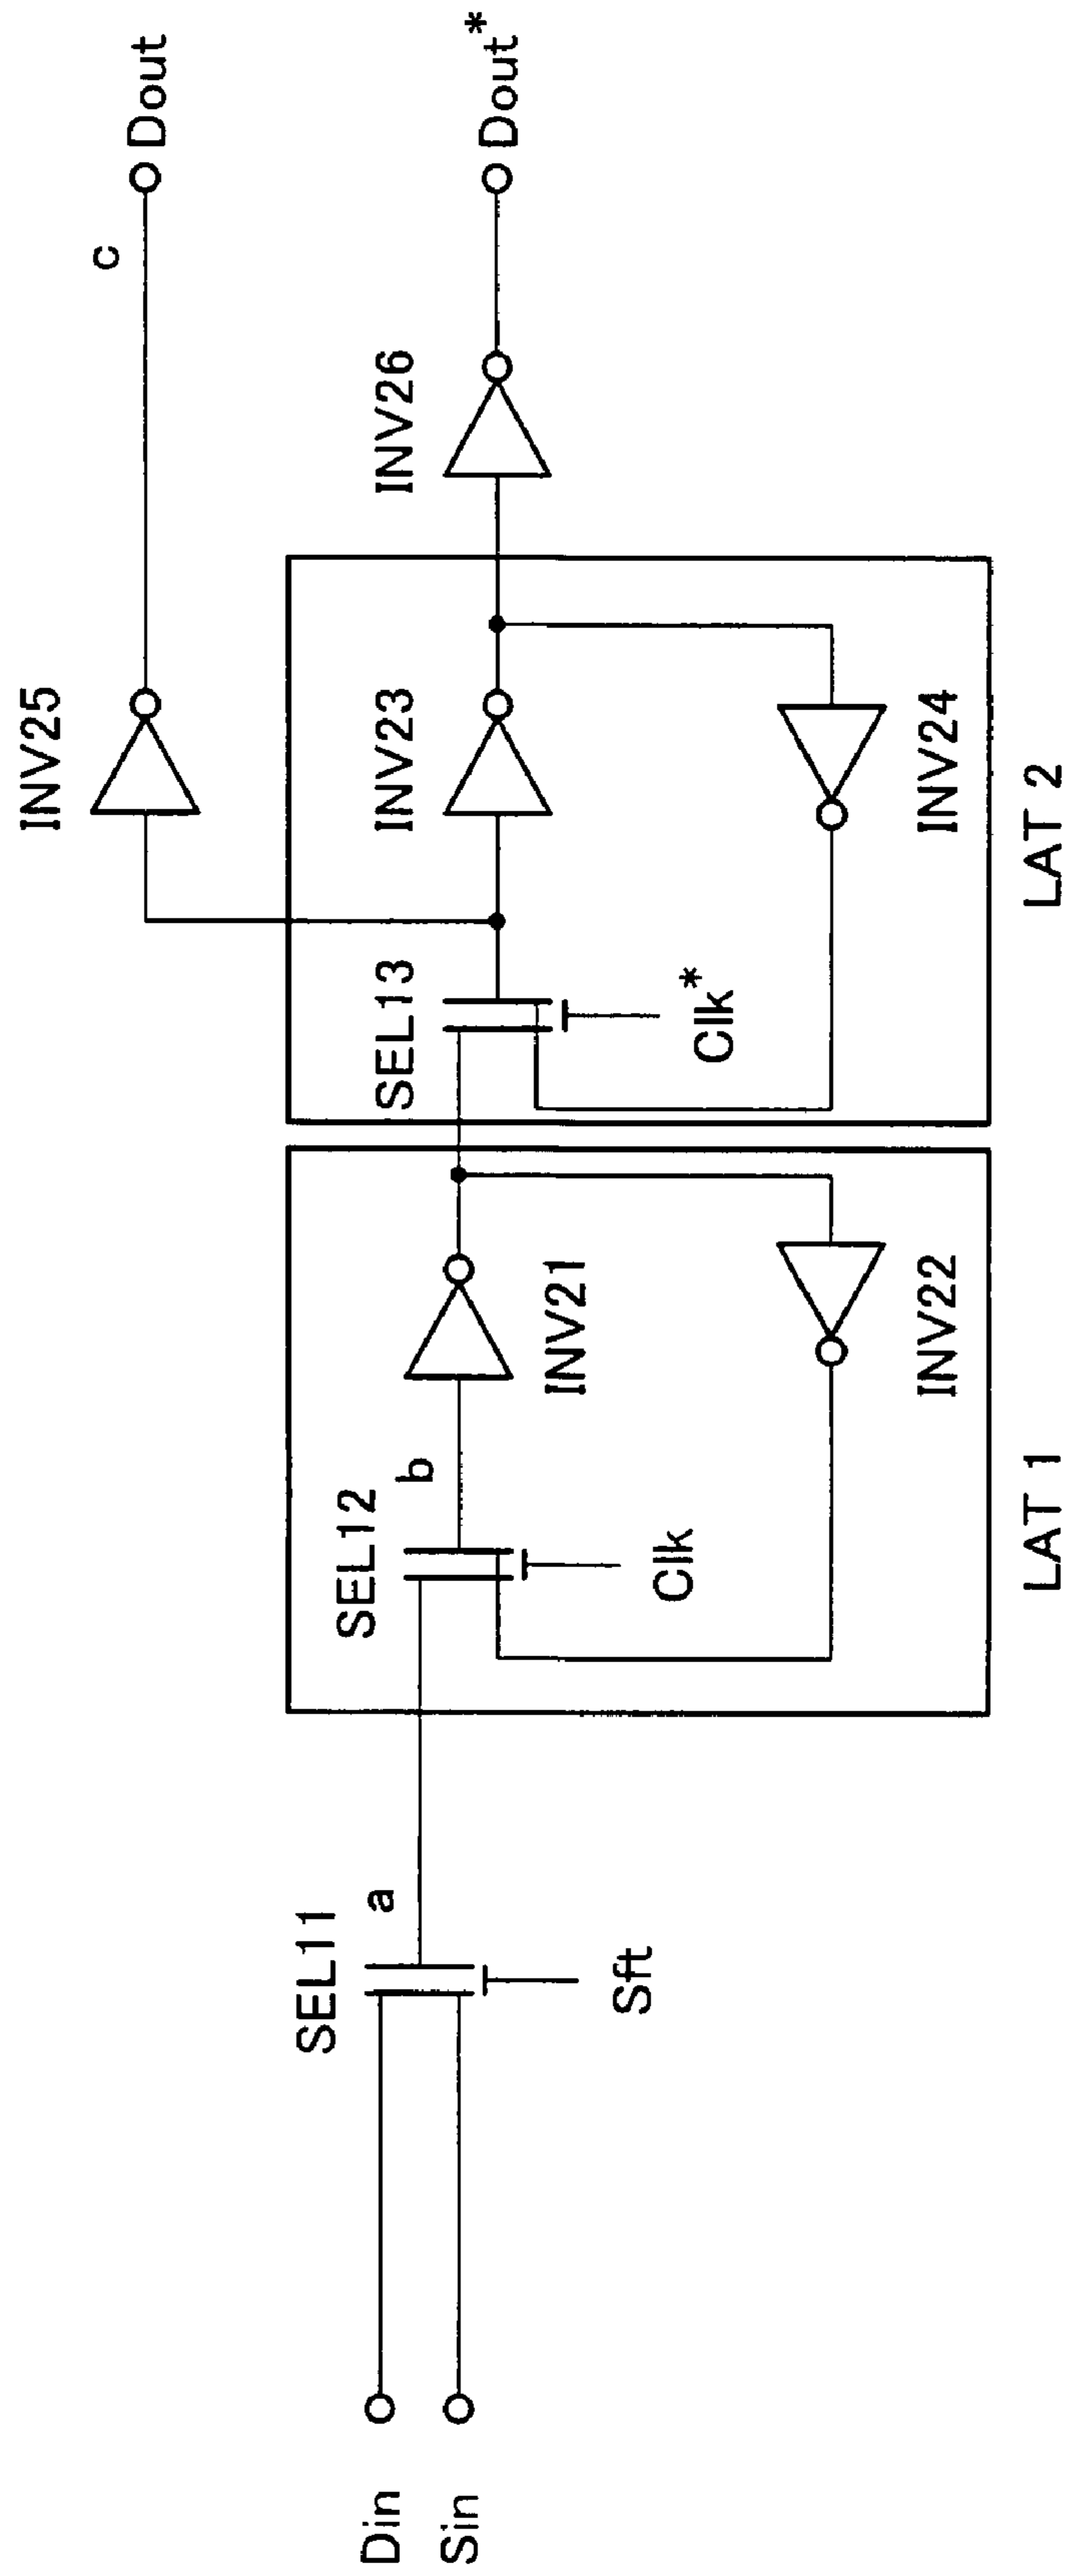 Din
Sin
SEL11
a
Sft
SEL12
b
Clk
INV21
INV22
LAT 1
SEL13
Clk*
INV23
INV24
LAT 2
INV25
INV26
c
Dout
Dout*